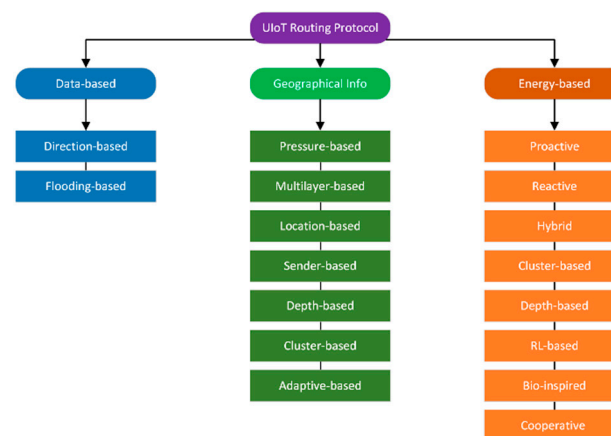 UIoT Routing Protocol
Data-based
Geographical Info
Energy-based
Direction-based
Flooding-based
Pressure-based
Multilayer-based
Location-based
Sender-based
Depth-based
Cluster-based
Adaptive-based
Proactive
Reactive
Hybrid
Cluster-based
Depth-based
RL-based
Bio-inspired
Cooperative